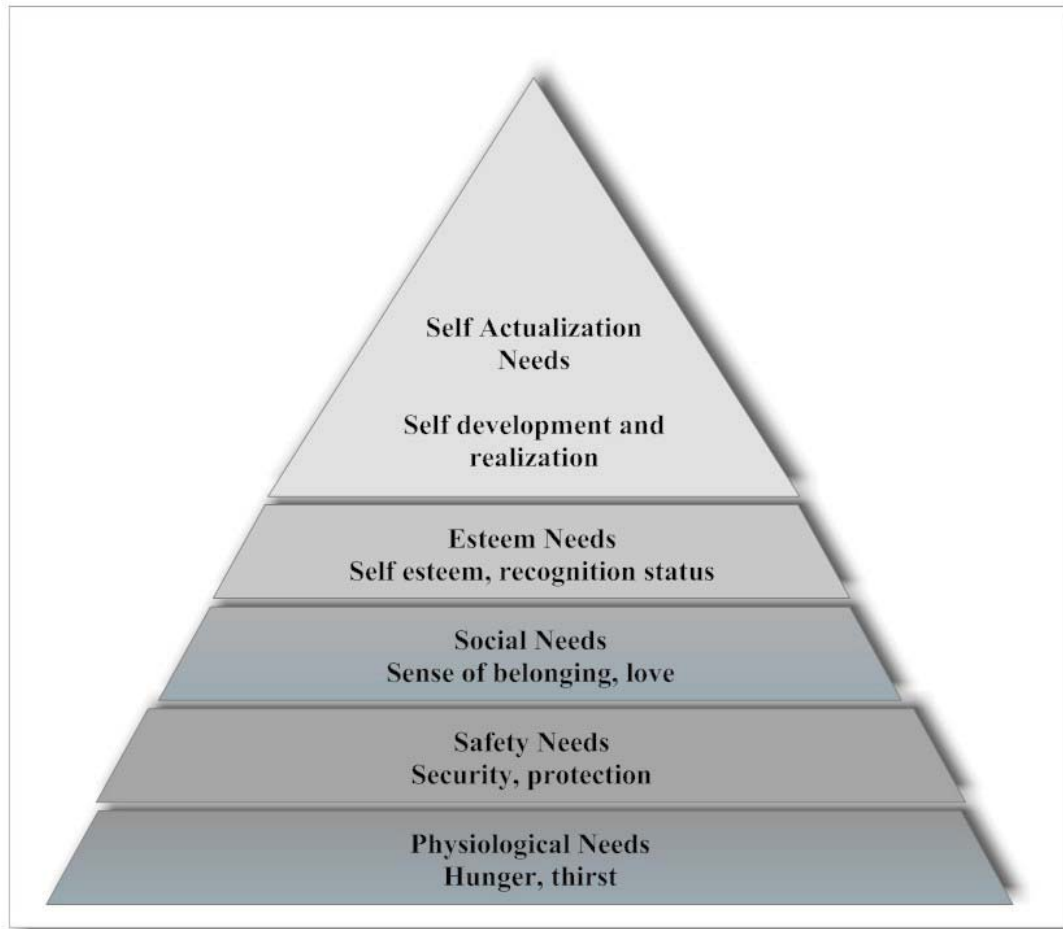 Self Actualization
Needs
Self development and
realization
Esteem Needs
Self esteem, recognition status
Social Needs
Sense of belonging, love
Safety Needs
Security, protection
Physiological Needs
Hunger, thirst